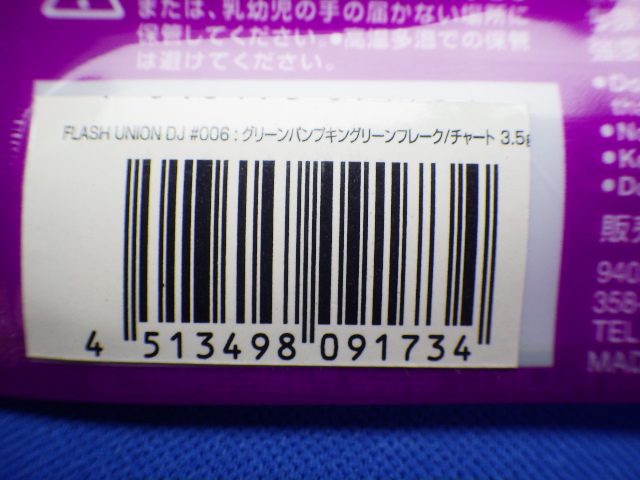 または、乳幼児の手の届かない場所に
保管してください。●高温多湿での保管
は避けてください。
FLASH UNION DJ #006 : グリーンパンプキングリーンフレーク/チャート 3.5g
4 513498 091734
販売
940
358
TEL
MAD